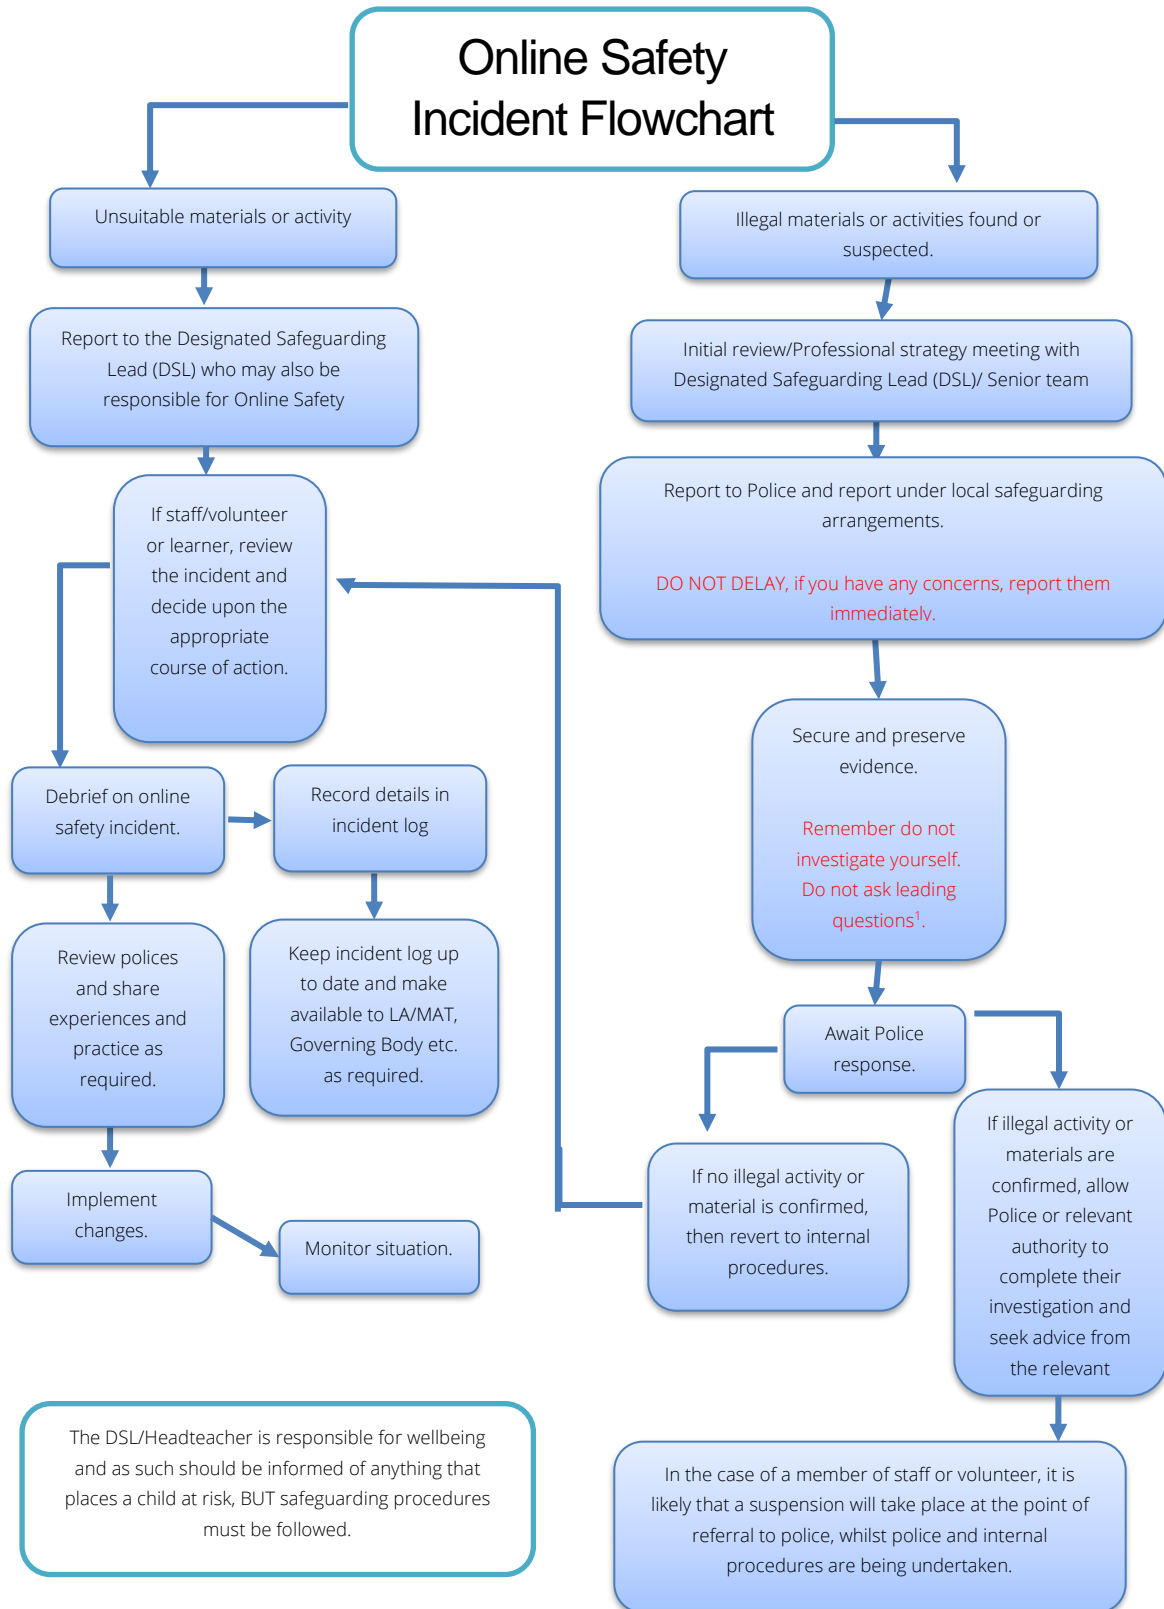 Online Safety
Incident Flowchart
Unsuitable materials or activity
Report to the Designated Safeguarding
Lead (DSL) who may also be
responsible for Online Safety
If staff/volunteer
or learner, review
the incident and
decide upon the
appropriate
course of action.
Debrief on online
safety incident.
Record details in
incident log
Review polices
and share
experiences and
practice as
required.
Keep incident log up
to date and make
available to LA/MAT,
Governing Body etc.
as required.
Implement
changes.
Monitor situation.
Illegal materials or activities found or
suspected.
Initial review/Professional strategy meeting with
Designated Safeguarding Lead (DSL)/ Senior team
Report to Police and report under local safeguarding
arrangements.
DO NOT DELAY, if you have any concerns, report them
immediately.
Secure and preserve
evidence.
Remember do not
investigate yourself.
Do not ask leading
questions¹.
Await Police
response.
If no illegal activity or
material is confirmed,
then revert to internal
procedures.
If illegal activity or
materials are
confirmed, allow
Police or relevant
authority to
complete their
investigation and
seek advice from
the relevant
In the case of a member of staff or volunteer, it is
likely that a suspension will take place at the point of
referral to police, whilst police and internal
procedures are being undertaken.
The DSL/Headteacher is responsible for wellbeing
and as such should be informed of anything that
places a child at risk, BUT safeguarding procedures
must be followed.